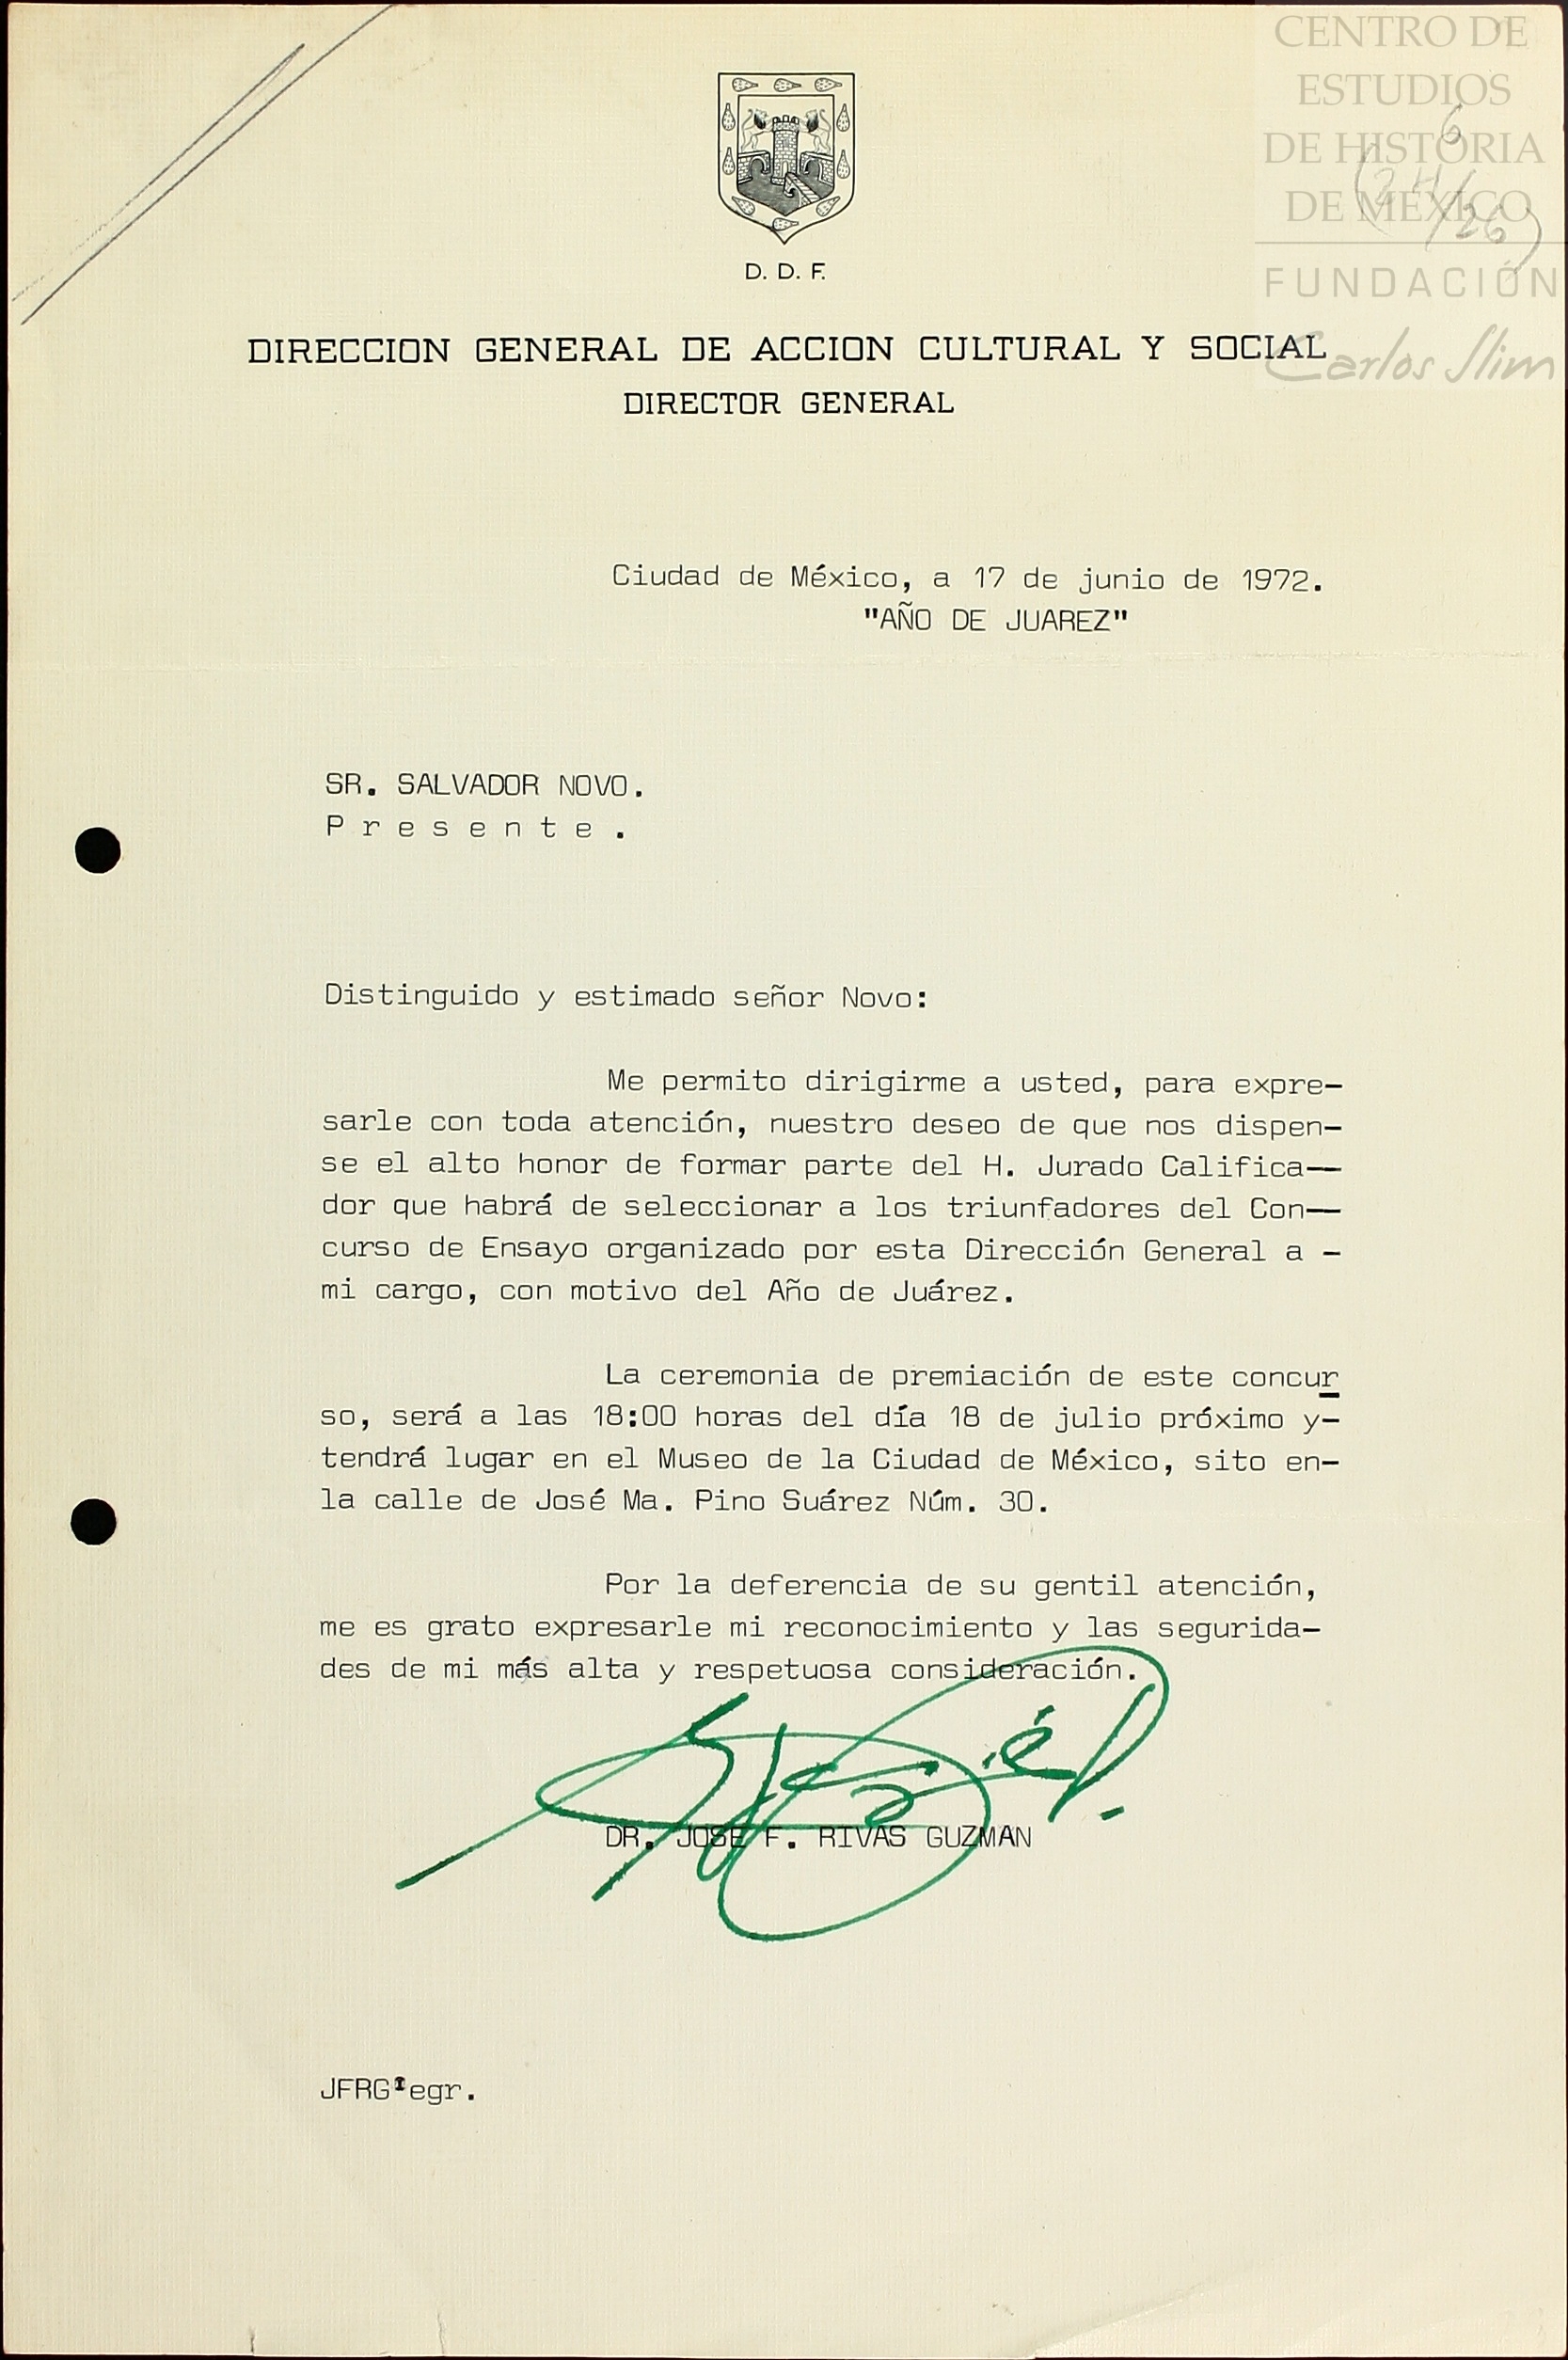 CENTRO DE
ESTUDIOS
DE HISTORIA
DE MÉXICO
FUNDACIÓN
Carlos Slim
6
(24/26)
D. D. F.
DIRECCION GENERAL DE ACCION CULTURAL Y SOCIAL
DIRECTOR GENERAL
Ciudad de México, a 17 de junio de 1972.
"AÑO DE JUAREZ"
SR. SALVADOR NOVO.
P r e s e n t e .
Distinguido y estimado señor Novo:
Me permito dirigirme a usted, para expre-
sarle con toda atención, nuestro deseo de que nos dispen-
se el alto honor de formar parte del H. Jurado Califica--
dor que habrá de seleccionar a los triunfadores del Con--
curso de Ensayo organizado por esta Dirección General a -
mi cargo, con motivo del Año de Juárez.
La ceremonia de premiación de este concur
so, será a las 18:00 horas del día 18 de julio próximo y-
tendrá lugar en el Museo de la Ciudad de México, sito en-
la calle de José Ma. Pino Suárez Núm. 30.
Por la deferencia de su gentil atención,
me es grato expresarle mi reconocimiento y las segurida-
des de mi más alta y respetuosa consideración.
DR. JOSE F. RIVAS GUZMAN
JFRG'egr.